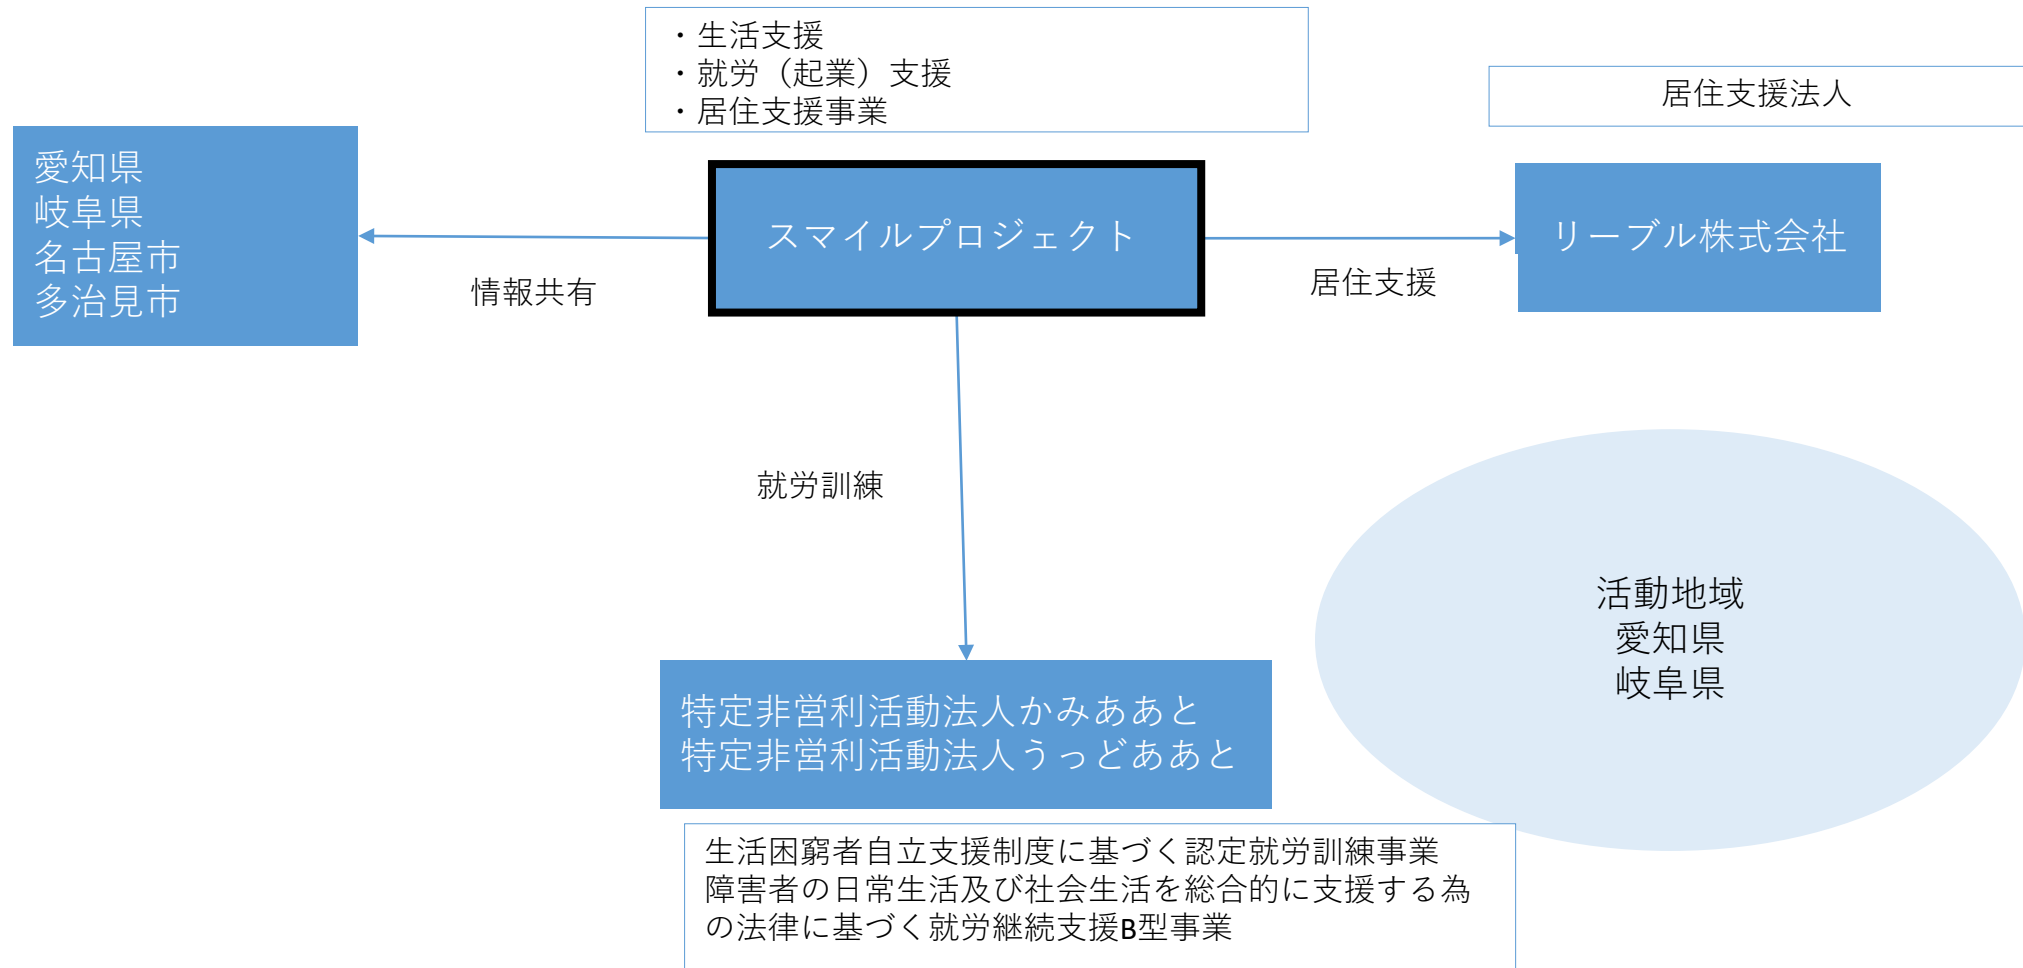 ・生活支援
・就労（起業）支援
・居住支援事業
居住支援法人
愛知県
岐阜県
名古屋市
多治見市
スマイルプロジェクト
リーブル株式会社
情報共有
居住支援
就労訓練
活動地域
愛知県
岐阜県
特定非営利活動法人かみああと
特定非営利活動法人うっどああと
生活困窮者自立支援制度に基づく認定就労訓練事業
障害者の日常生活及び社会生活を総合的に支援する為
の法律に基づく就労継続支援B型事業